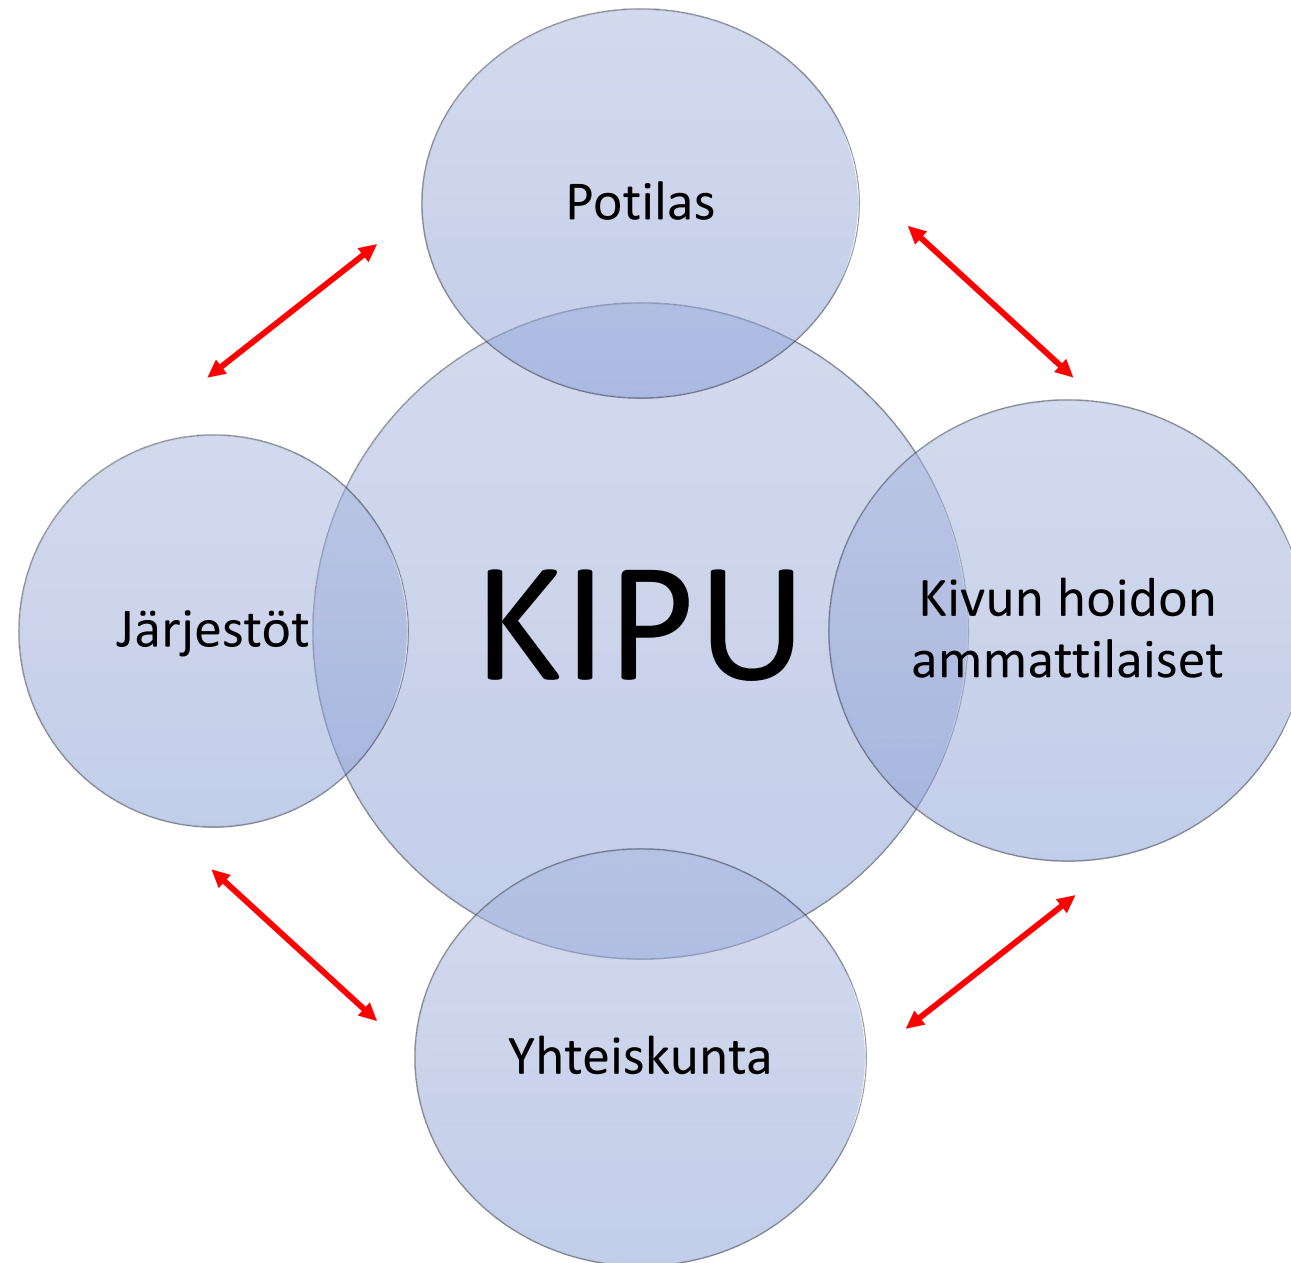 Potilas
Järjestöt
KIPU
Kivun hoidon
ammattilaiset
Yhteiskunta